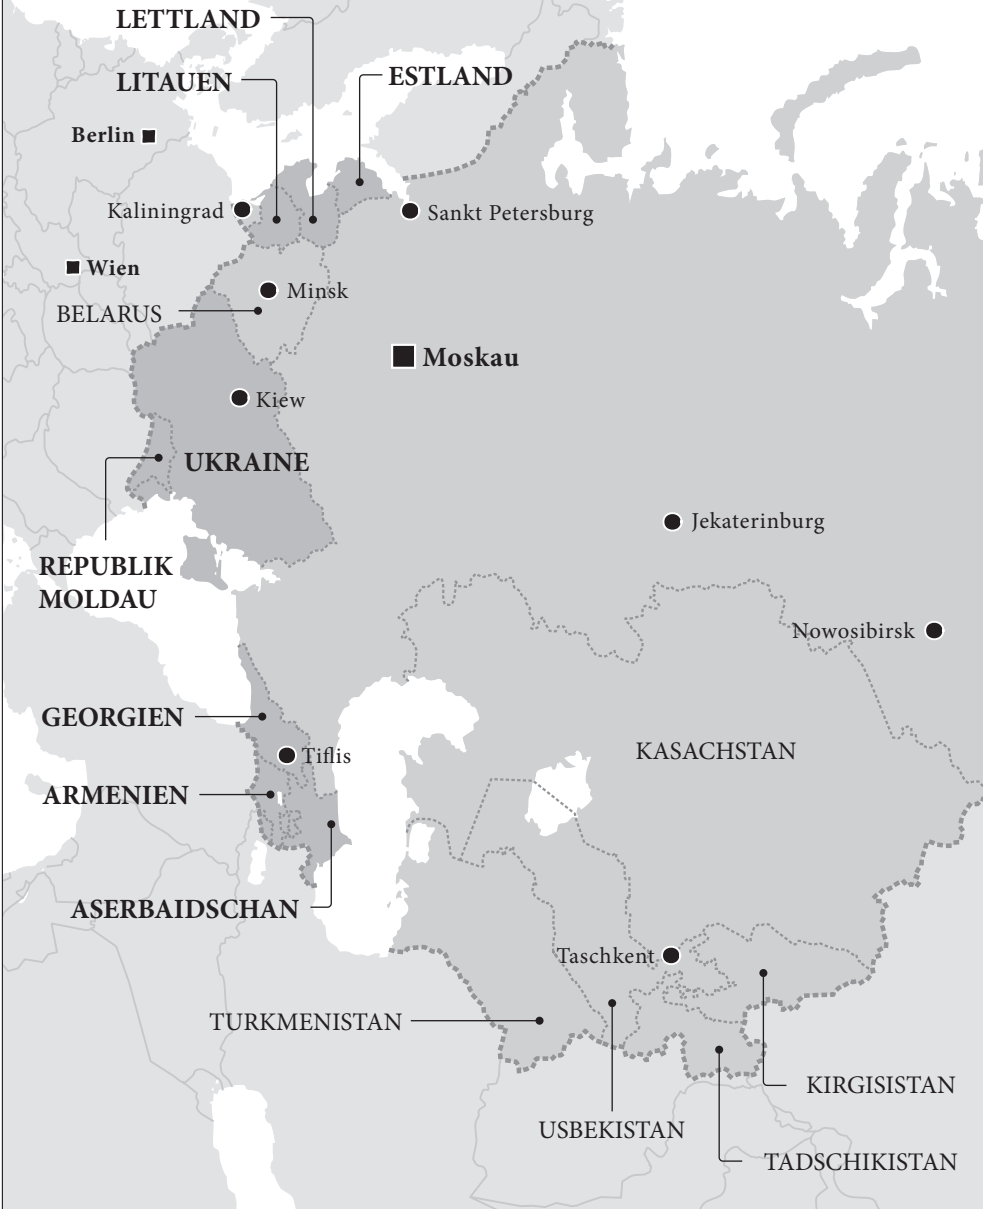 LETTLAND
LITAUEN
ESTLAND
Berlin
Kaliningrad
Sankt Petersburg
Wien
Minsk
BELARUS
Moskau
Kiew
UKRAINE
Jekaterinburg
REPUBLIK
MOLDAU
Nowosibirsk
GEORGIEN
KASACHSTAN
Tiflis
ARMENIEN
ASERBAIDSCHAN
Taschkent
TURKMENISTAN
KIRGISISTAN
USBEKISTAN
TADSCHIKISTAN